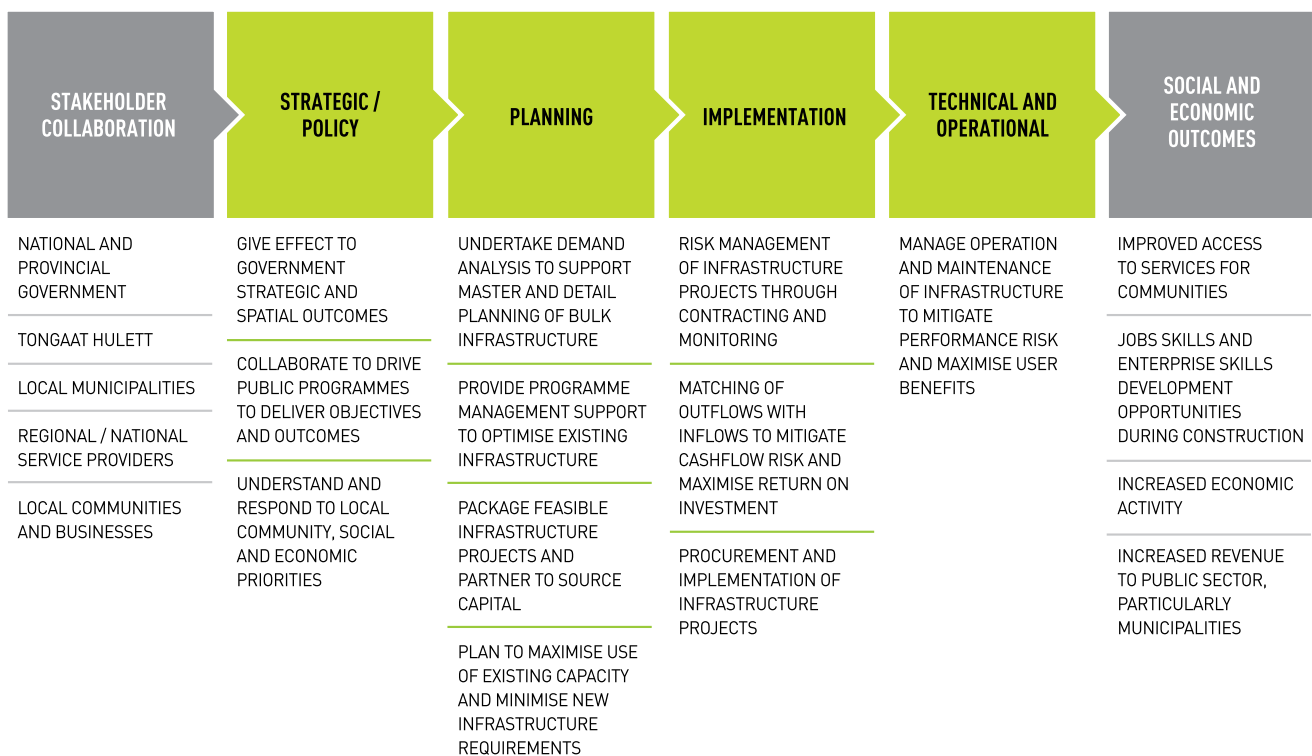 STAKEHOLDER
COLLABORATION
STRATEGIC /
POLICY
PLANNING
IMPLEMENTATION
TECHNICAL AND
OPERATIONAL
SOCIAL AND
ECONOMIC
OUTCOMES
NATIONAL AND
PROVINCIAL
GOVERNMENT
TONGAAT HULETT
LOCAL MUNICIPALITIES
REGIONAL / NATIONAL
SERVICE PROVIDERS
LOCAL COMMUNITIES
AND BUSINESSES
GIVE EFFECT TO
GOVERNMENT
STRATEGIC AND
SPATIAL OUTCOMES
COLLABORATE TO DRIVE
PUBLIC PROGRAMMES
TO DELIVER OBJECTIVES
AND OUTCOMES
UNDERSTAND AND
RESPOND TO LOCAL
COMMUNITY, SOCIAL
AND ECONOMIC
PRIORITIES
UNDERTAKE DEMAND
ANALYSIS TO SUPPORT
MASTER AND DETAIL
PLANNING OF BULK
INFRASTRUCTURE
PROVIDE PROGRAMME
MANAGEMENT SUPPORT
TO OPTIMISE EXISTING
INFRASTRUCTURE
PACKAGE FEASIBLE
INFRASTRUCTURE
PROJECTS AND
PARTNER TO SOURCE
CAPITAL
PLAN TO MAXIMISE USE
OF EXISTING CAPACITY
AND MINIMISE NEW
INFRASTRUCTURE
REQUIREMENTS
RISK MANAGEMENT
OF INFRASTRUCTURE
PROJECTS THROUGH
CONTRACTING AND
MONITORING
MATCHING OF
OUTFLOWS WITH
INFLOWS TO MITIGATE
CASHFLOW RISK AND
MAXIMISE RETURN ON
INVESTMENT
PROCUREMENT AND
IMPLEMENTATION OF
INFRASTRUCTURE
PROJECTS
MANAGE OPERATION
AND MAINTENANCE
OF INFRASTRUCTURE
TO MITIGATE
PERFORMANCE RISK
AND MAXIMISE USER
BENEFITS
IMPROVED ACCESS
TO SERVICES FOR
COMMUNITIES
JOBS SKILLS AND
ENTERPRISE SKILLS
DEVELOPMENT
OPPORTUNITIES
DURING CONSTRUCTION
INCREASED ECONOMIC
ACTIVITY
INCREASED REVENUE
TO PUBLIC SECTOR,
PARTICULARLY
MUNICIPALITIES